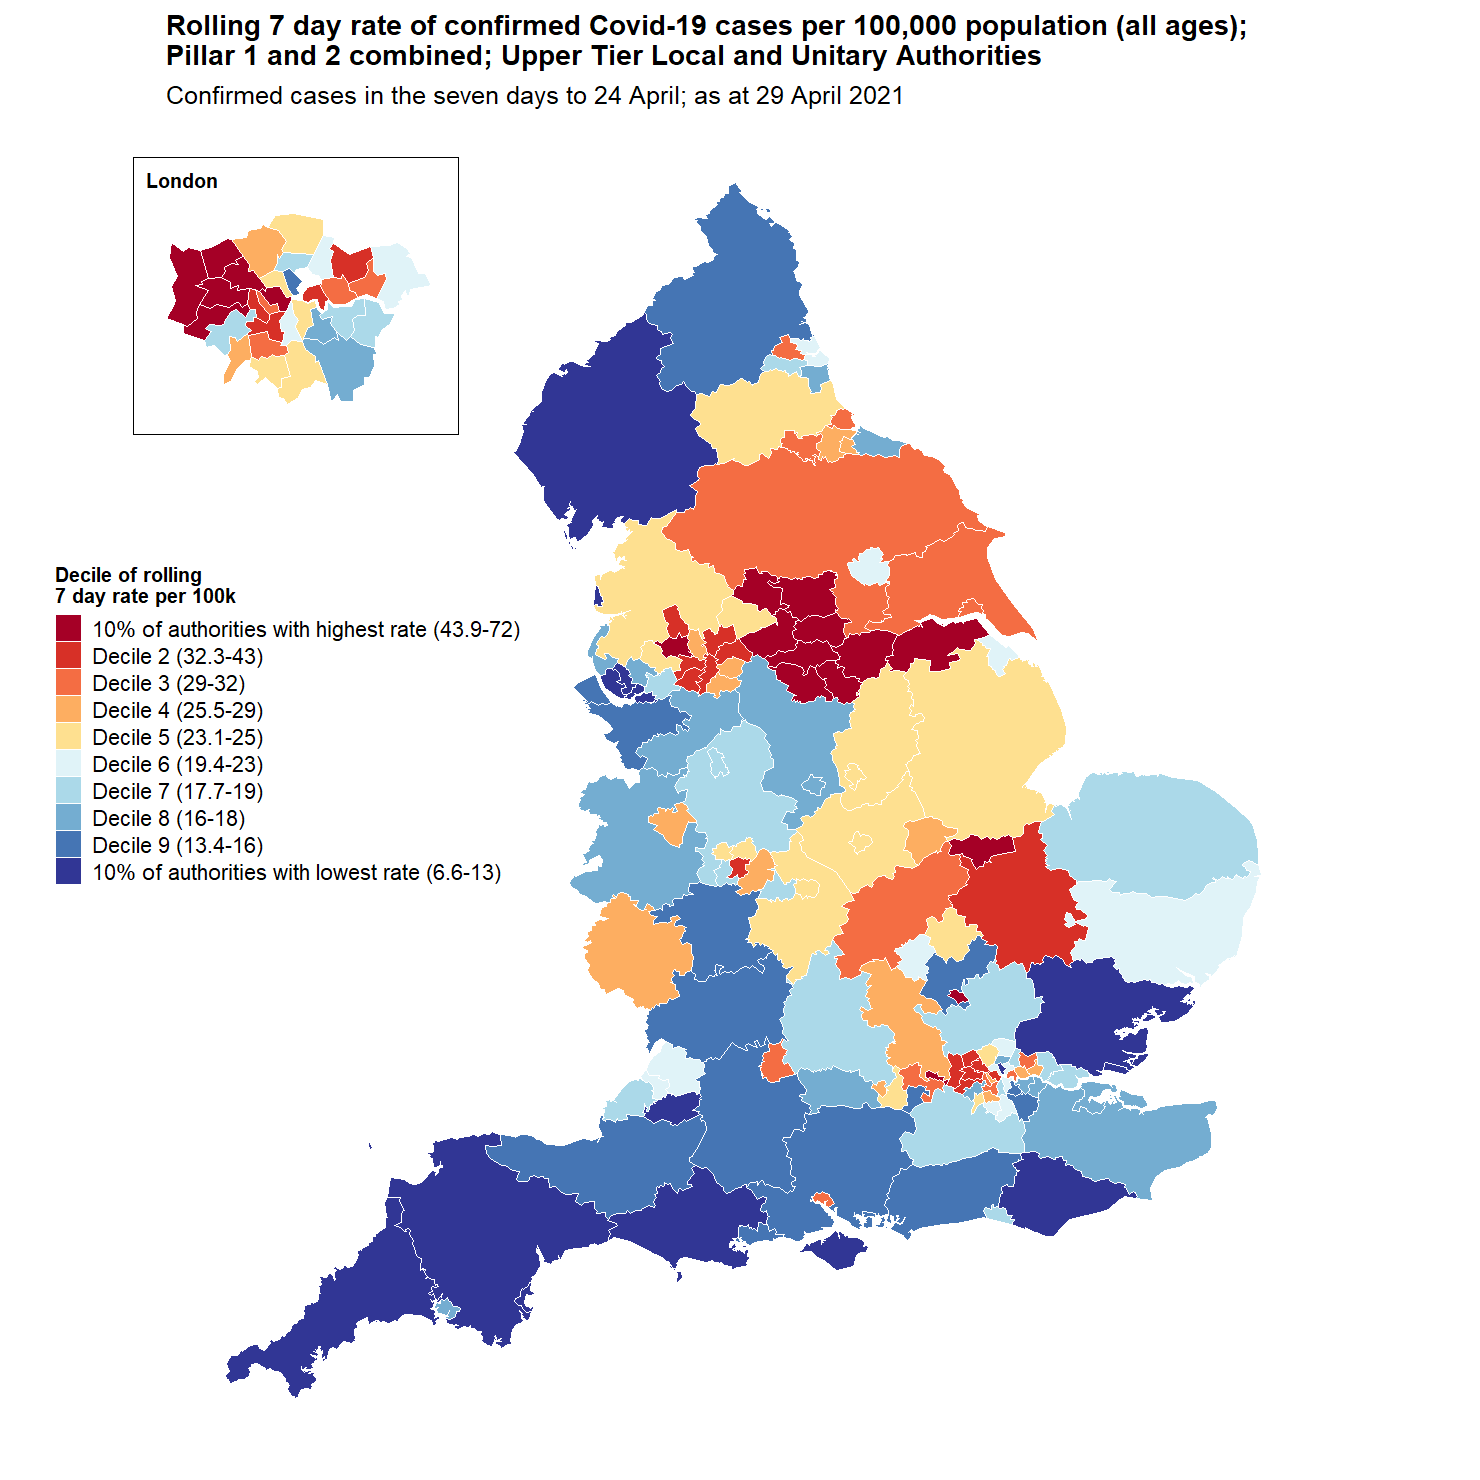 Rolling 7 day rate of confirmed Covid-19 cases per 100,000 population (all ages);
Pillar 1 and 2 combined; Upper Tier Local and Unitary Authorities
Confirmed cases in the seven days to 24 April; as at 29 April 2021
London
Decile of rolling
7 day rate per 100k
10% of authorities with highest rate (43.9-72)
Decile 2 (32.3-43)
Decile 3 (29-32)
Decile 4 (25.5-29)
Decile 5 (23.1-25)
Decile 6 (19.4-23)
Decile 7 (17.7-19)
Decile 8 (16-18)
Decile 9 (13.4-16)
10% of authorities with lowest rate (6.6-13)